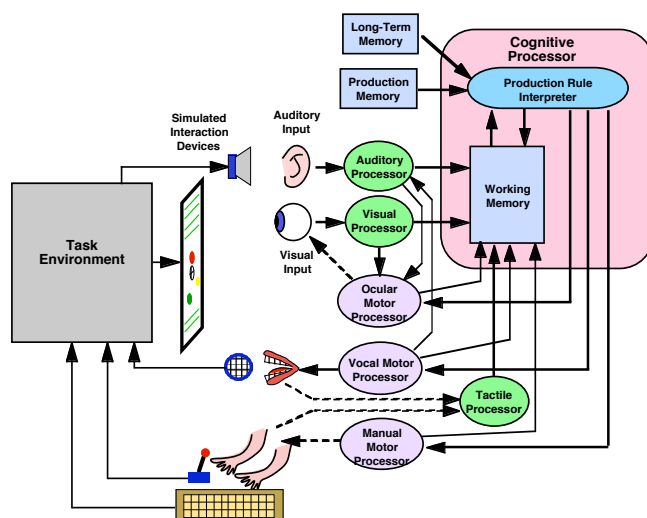 Long-Term
Memory
Cognitive
Processor
Production
Memory
Production Rule
Interpreter
Simulated
Interaction
Devices
Auditory
Input
Auditory
Processor
Working
Memory
Visual
Processor
Task
Environment
Visual
Input
Ocular
Motor
Processor
Vocal Motor
Processor
Tactile
Processor
Manual
Motor
Processor